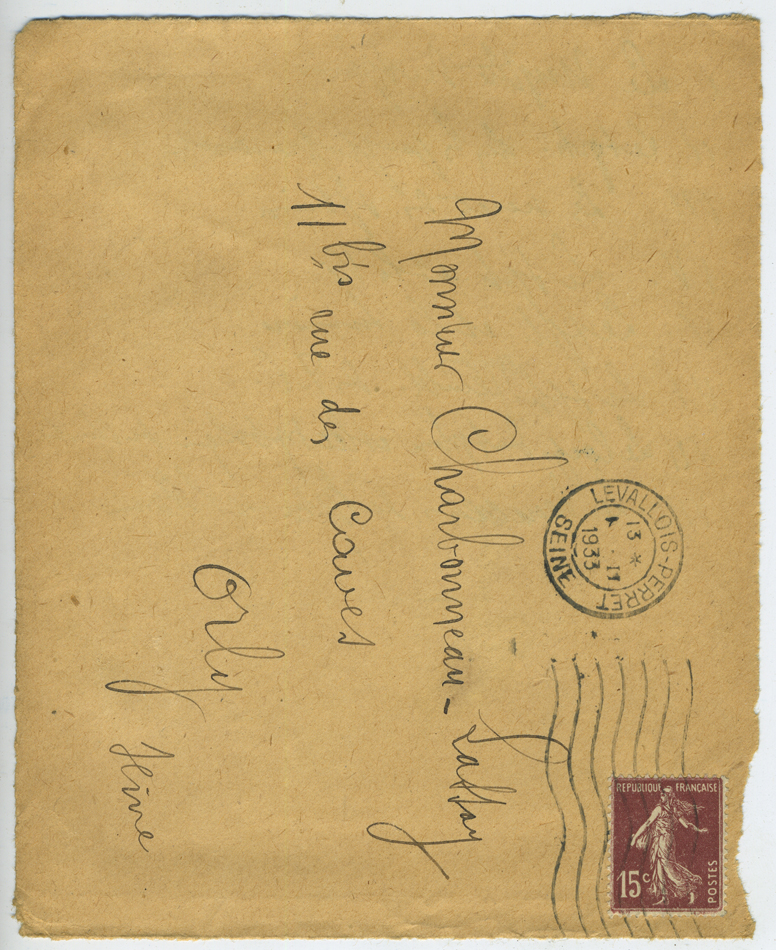 Monsieur Charbonneau-Lassay
11 bis rue des Caves
Orly
Seine
LEVALLOIS-PERRET
13 *
1933
SEINE
REPUBLIQUE FRANÇAISE
15c
POSTES